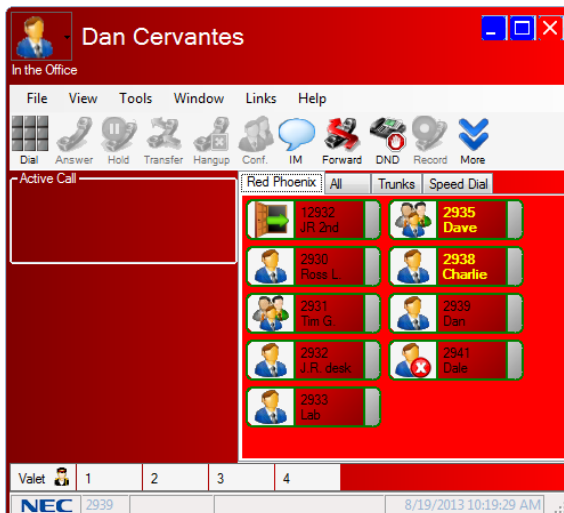 Dan Cervantes
In the Office
File View Tools Window Links Help
Dial Answer Hold Transfer Hangup Conf. IM Forward DND Record More
Active Call
Red Phoenix All Trunks Speed Dial
12932
JR 2nd
2935
Dave
2930
Ross L.
2938
Charlie
2931
Tim G.
2939
Dan
2932
J.R. desk
2941
Dale
2933
Lab
Valet 1 2 3 4
NEC 2939 8/19/2013 10:19:29 AM